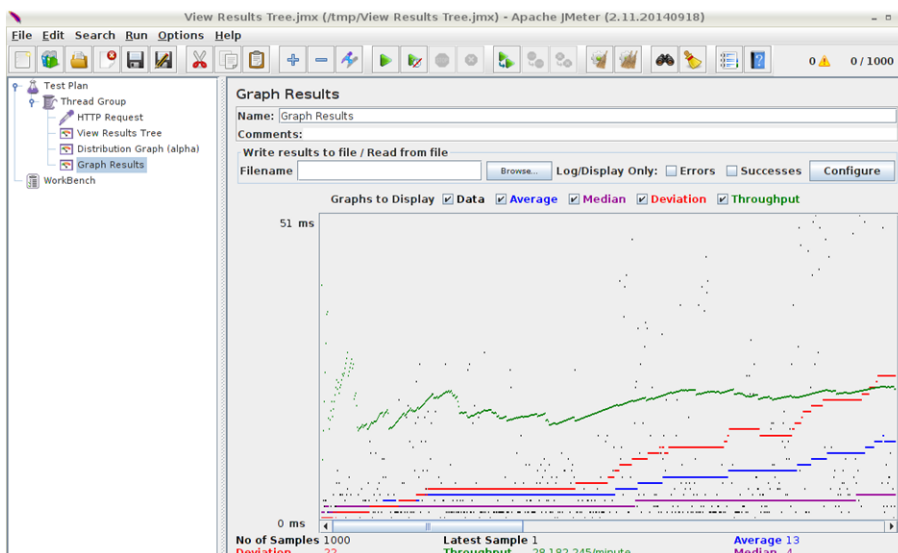 View Results Tree.jmx (/tmp/View Results Tree.jmx) - Apache JMeter (2.11.20140918)
File Edit Search Run Options Help
0 0 / 1000
Test Plan
Thread Group
HTTP Request
View Results Tree
Distribution Graph (alpha)
Graph Results
WorkBench
Graph Results
Name: Graph Results
Comments:
Write results to file / Read from file
Filename Browse... Log/Display Only: Errors Successes Configure
Graphs to Display Data Average Median Deviation Throughput
51 ms
0 ms
No of Samples 1000 Latest Sample 1 Average 13
Deviation 22 Throughput 28,182.245/minute Median 4